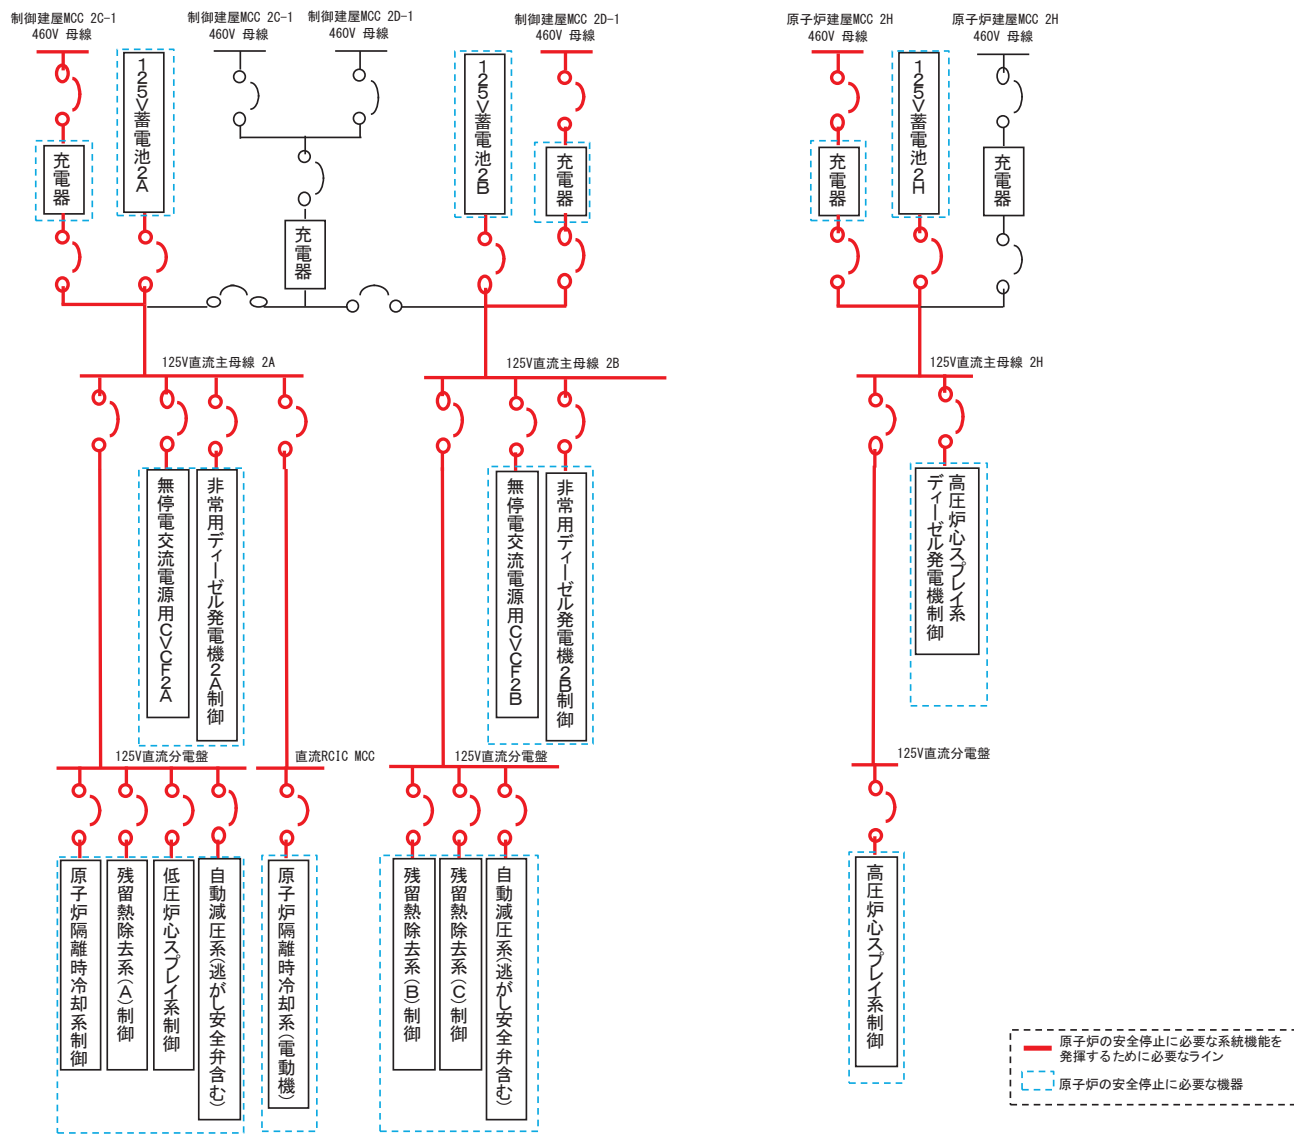 制御建屋MCC 2C-1
460V 母線
制御建屋MCC 2C-1
460V 母線
制御建屋MCC 2D-1
460V 母線
制御建屋MCC 2D-1
460V 母線
原子炉建屋MCC 2H
460V 母線
原子炉建屋MCC 2H
460V 母線
充電器
125V蓄電池2A
充電器
125V蓄電池2B
充電器
充電器
125V蓄電池2H
充電器
125V直流主母線 2A
125V直流主母線 2B
125V直流主母線 2H
無停電交流電源用CVCF2A
非常用ディーゼル発電機2A制御
無停電交流電源用CVCF2B
非常用ディーゼル発電機2B制御
高圧炉心スプレイ系
ディーゼル発電機制御
125V直流分電盤
直流RCIC MCC
125V直流分電盤
125V直流分電盤
原子炉隔離時冷却系制御
残留熱除去系(A)制御
低圧炉心スプレイ系制御
自動減圧系(逃がし安全弁含む)
原子炉隔離時冷却系(電動機)
残留熱除去系(B)制御
残留熱除去系(C)制御
自動減圧系(逃がし安全弁含む)
高圧炉心スプレイ系制御
原子炉の安全停止に必要な系統機能を
発揮するために必要なライン
原子炉の安全停止に必要な機器